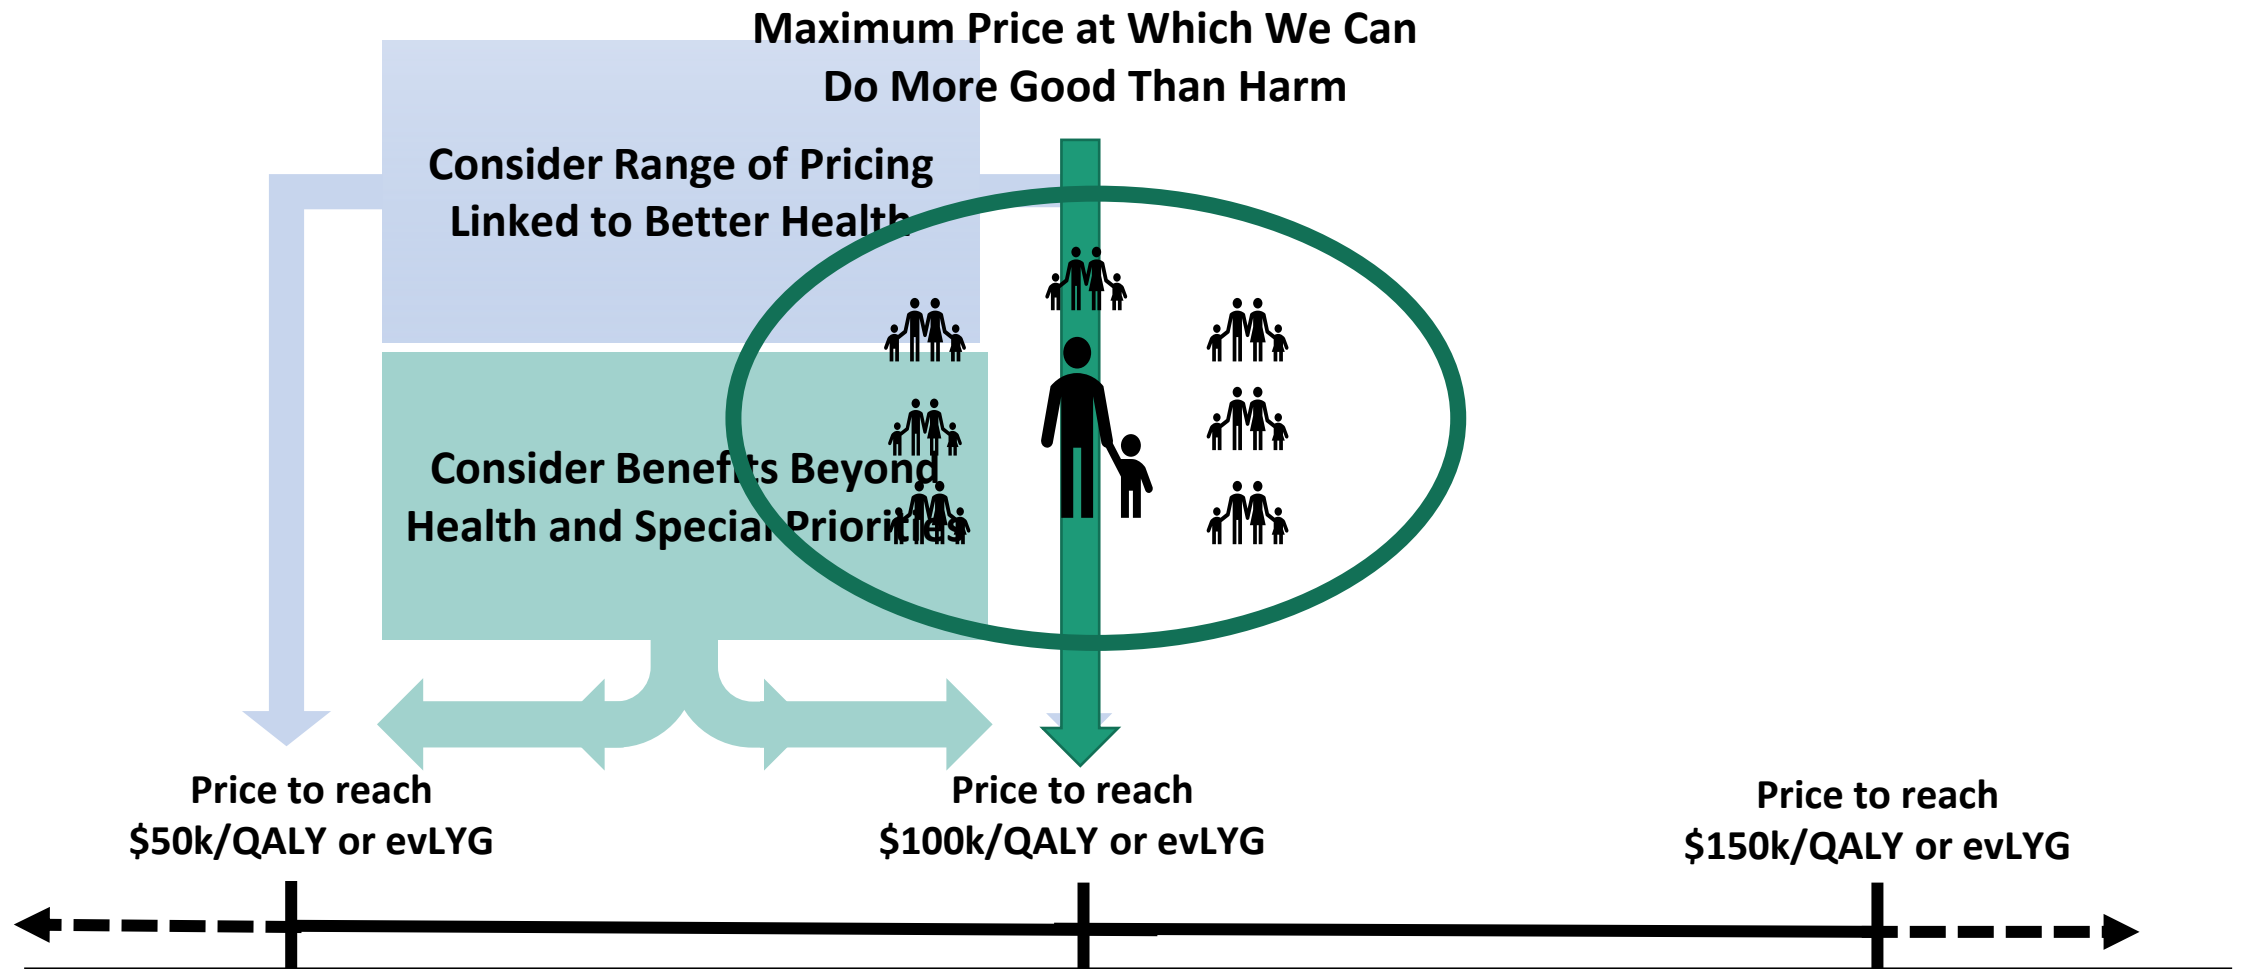 Maximum Price at Which We Can
Do More Good Than Harm
Consider Range of Pricing
Linked to Better Health
Consider Benefits Beyond
Health and Special Priorities
Price to reach
$50k/QALY or evLYG
Price to reach
$100k/QALY or evLYG
Price to reach
$150k/QALY or evLYG